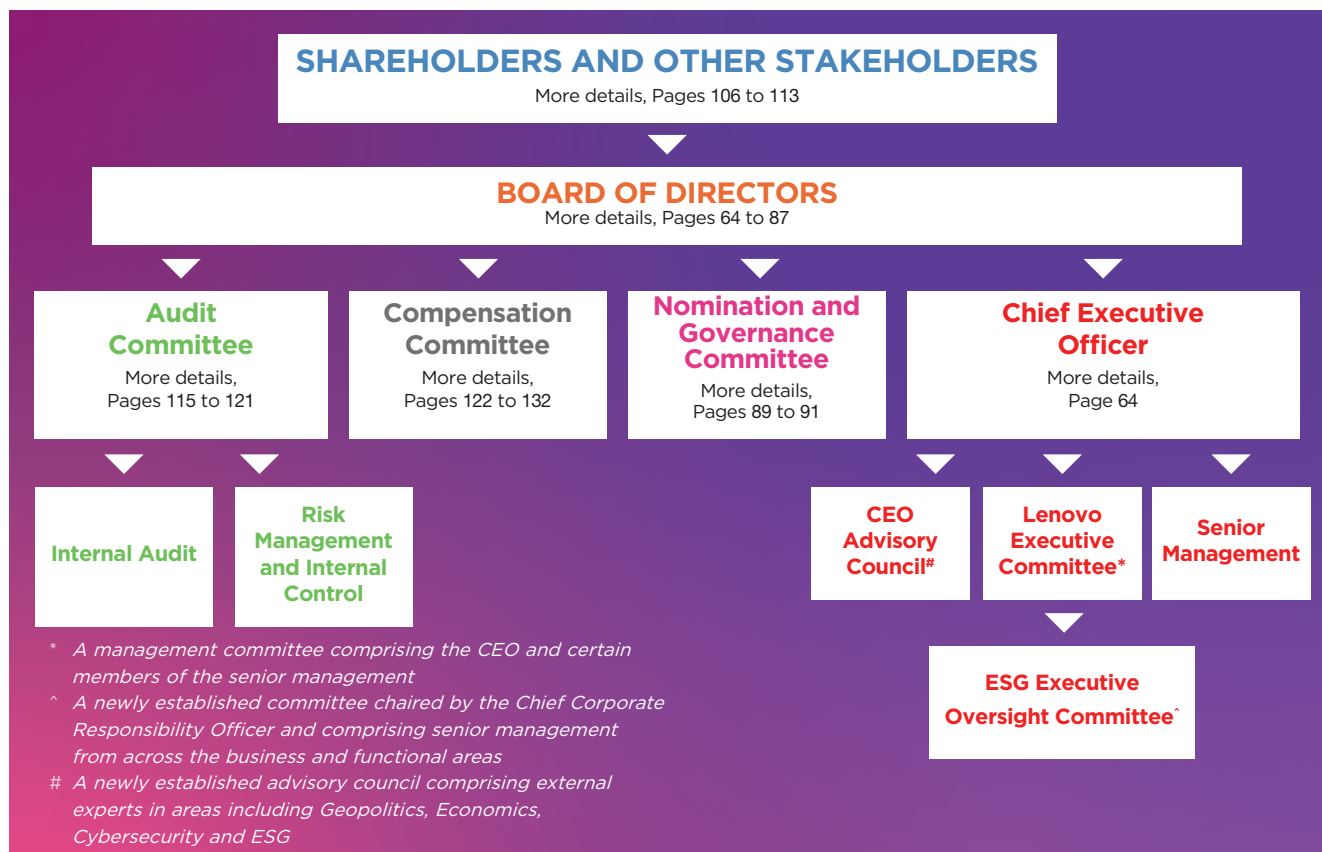 SHAREHOLDERS AND OTHER STAKEHOLDERS
More details, Pages 106 to 113
BOARD OF DIRECTORS
More details, Pages 64 to 87
Audit
Committee
More details,
Pages 115 to 121
Compensation
Committee
More details,
Pages 122 to 132
Nomination and
Governance
Committee
More details,
Pages 89 to 91
Chief Executive
Officer
More details,
Page 64
Internal Audit
Risk
Management
and Internal
Control
CEO
Advisory
Council#
Lenovo
Executive
Committee*
Senior
Management
ESG Executive
Oversight Committee^
* A management committee comprising the CEO and certain
members of the senior management
^ A newly established committee chaired by the Chief Corporate
Responsibility Officer and comprising senior management
from across the business and functional areas
# A newly established advisory council comprising external
experts in areas including Geopolitics, Economics,
Cybersecurity and ESG